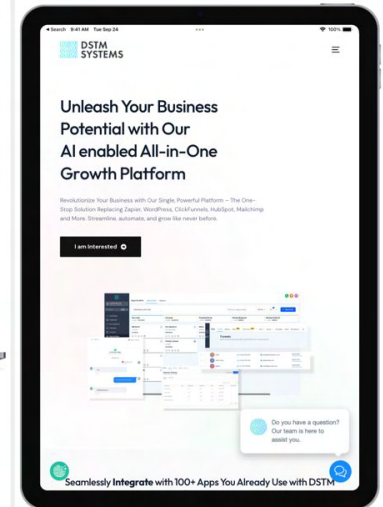 Search 9:41 AM Tue Sep 24
100%
DSTM
SYSTEMS
Unleash Your Business
Potential with Our
AI enabled All-in-One
Growth Platform
Revolutionize Your Business with Our Single, Powerful Platform – The One-
Stop Solution Replacing Zapier, WordPress, ClickFunnels, HubSpot, Mailchimp
and More. Streamline, automate, and grow like never before.
I am Interested
Funnels
Do you have a question?
Our team is here to
assist you.
Seamlessly Integrate with 100+ Apps You Already Use with DSTM